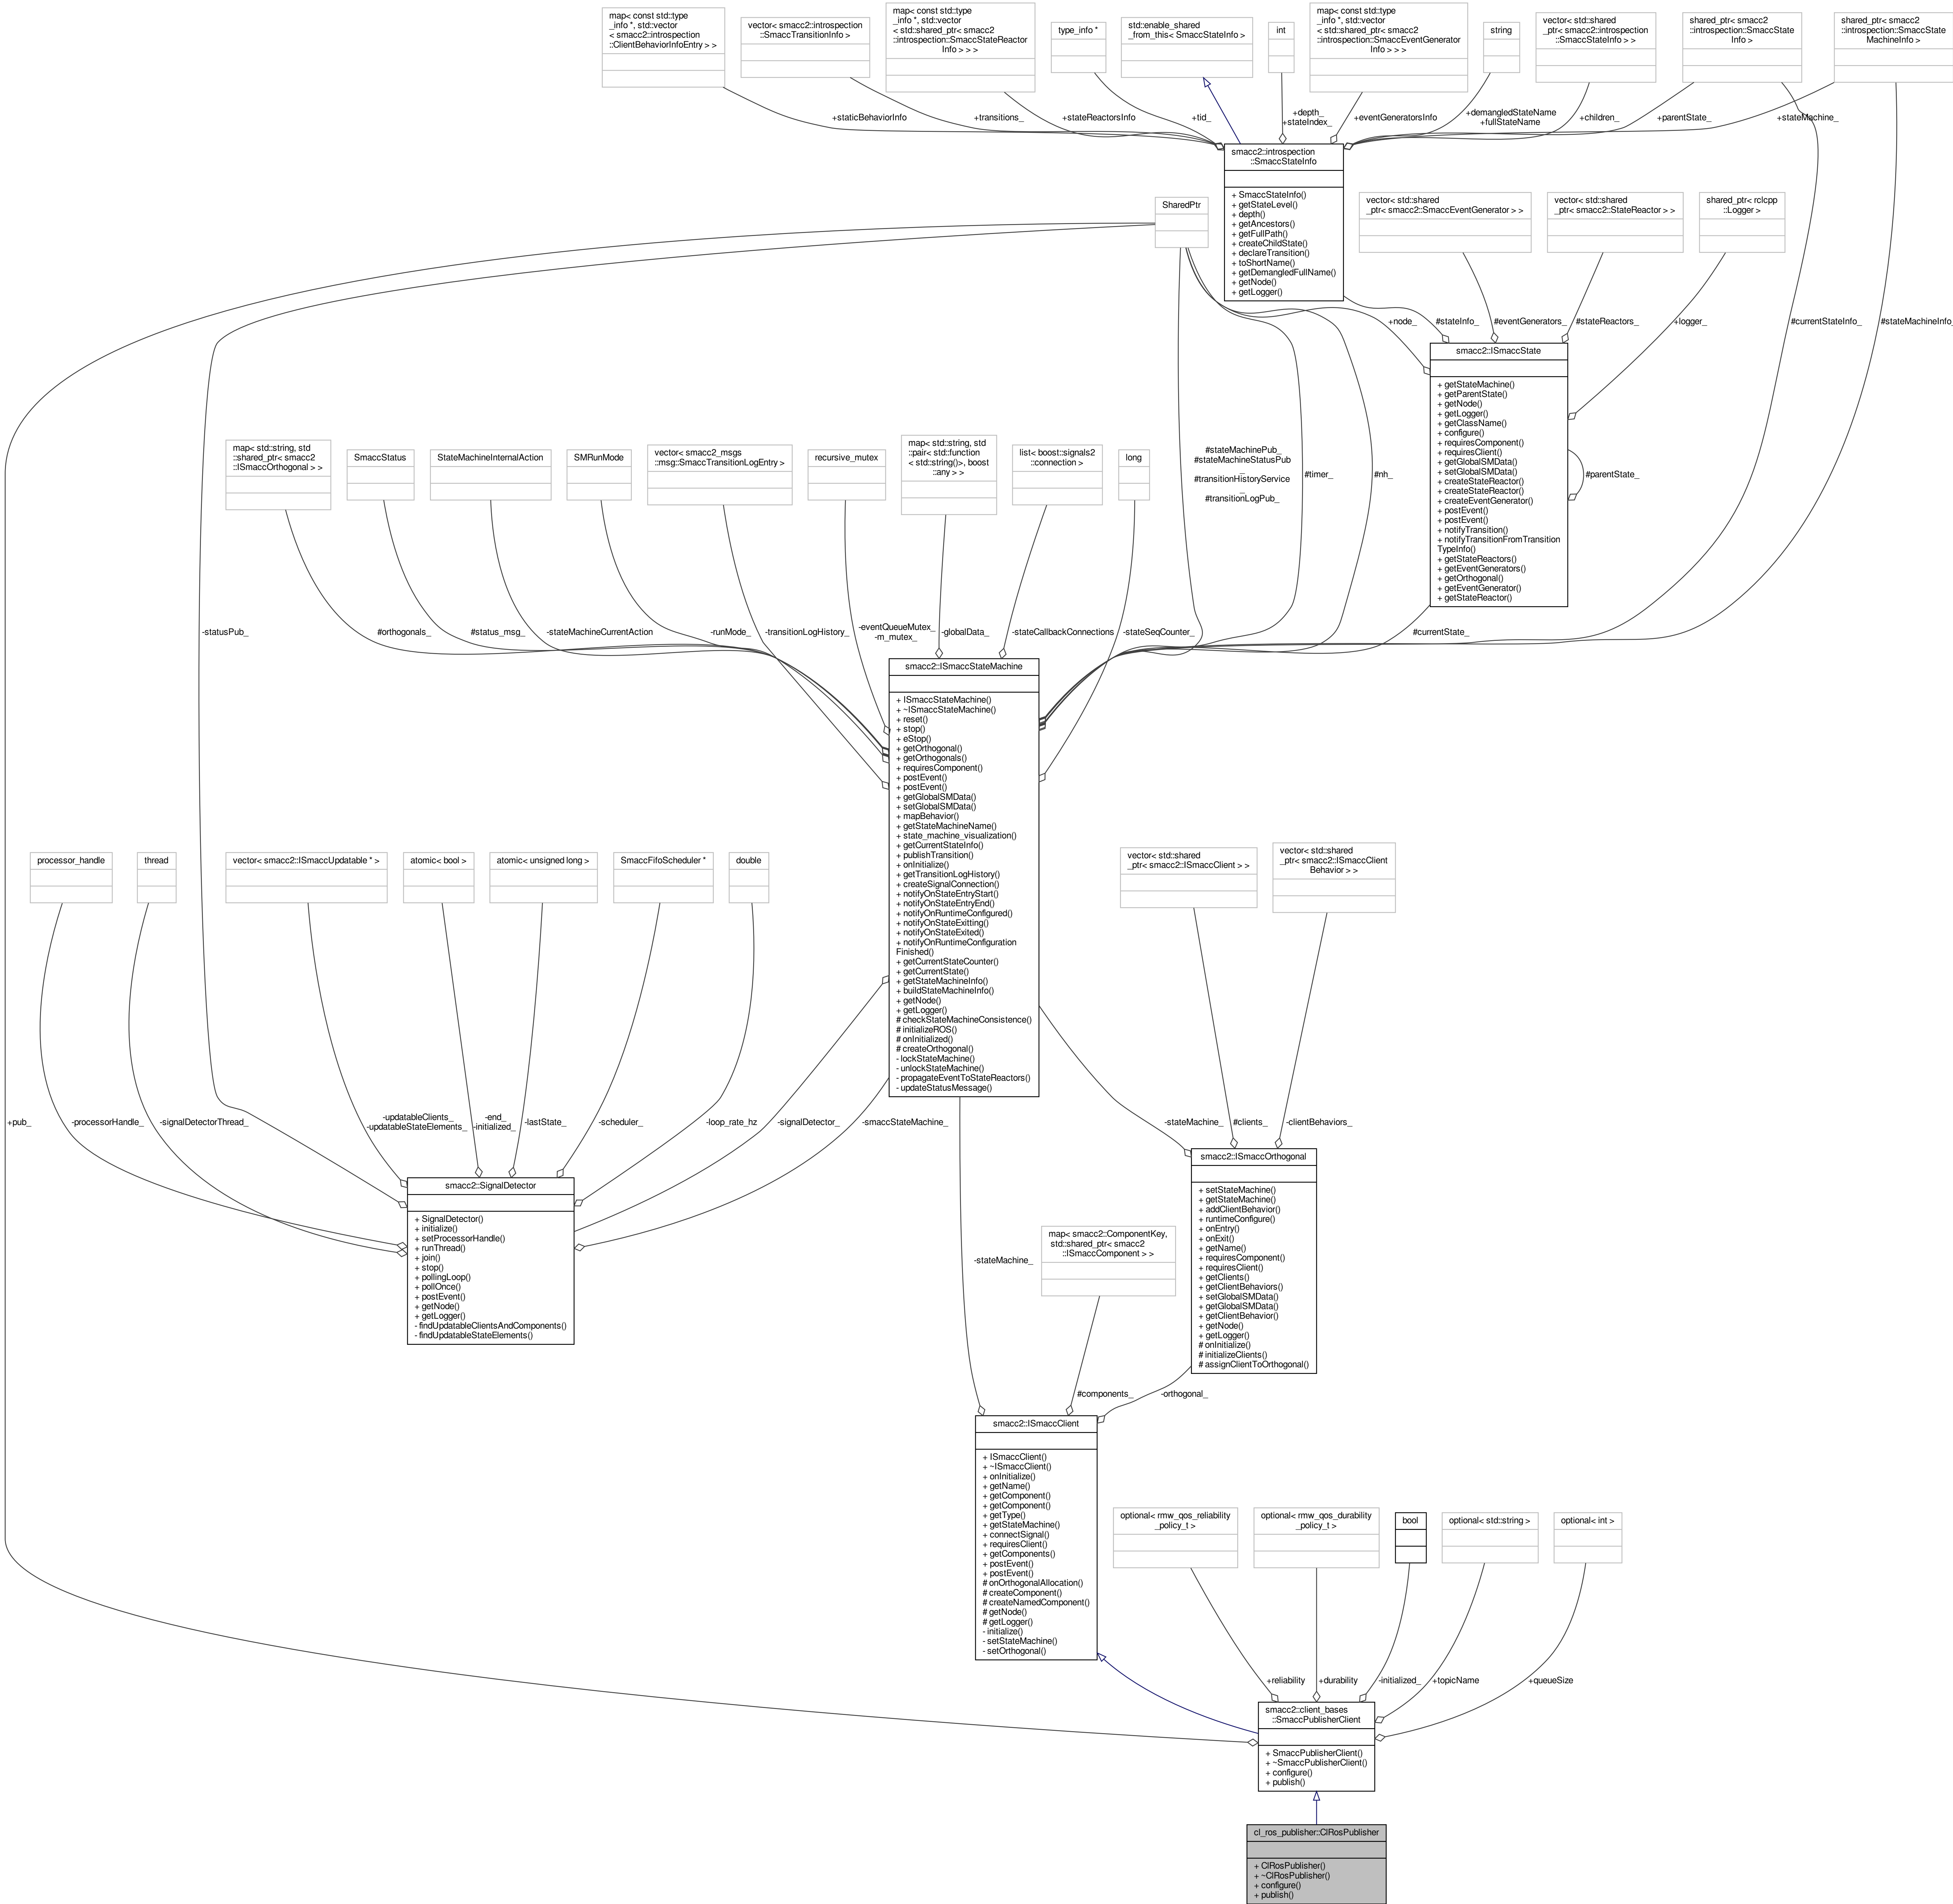 map< const std::type
_info *, std::vector
< smacc2::introspection
::ClientBehaviorInfoEntry > >
vector< smacc2::introspection
::SmaccTransitionInfo >
map< const std::type
_info *, std::vector
< std::shared_ptr< smacc2
::introspection::SmaccStateReactor
Info > > >
type_info *
std::enable_shared
_from_this< SmaccStateInfo >
int
map< const std::type
_info *, std::vector
< std::shared_ptr< smacc2
::introspection::SmaccEventGenerator
Info > > >
string
vector< std::shared
_ptr< smacc2::introspection
::SmaccStateInfo > >
shared_ptr< smacc2
::introspection::SmaccState
Info >
shared_ptr< smacc2
::introspection::SmaccState
MachineInfo >
+staticBehaviorInfo
+transitions_
+stateReactorsInfo
+tid_
+depth_
+stateIndex_
+eventGeneratorsInfo
+demangledStateName
+fullStateName
+children_
+parentState_
+stateMachine_
smacc2::introspection
::SmaccStateInfo
+ SmaccStateInfo()
+ getStateLevel()
+ depth()
+ getAncestors()
+ getFullPath()
+ createChildState()
+ declareTransition()
+ toShortName()
+ getDemangledFullName()
+ getNode()
+ getLogger()
SharedPtr
vector< std::shared
_ptr< smacc2::SmaccEventGenerator > >
vector< std::shared
_ptr< smacc2::StateReactor > >
shared_ptr< rclcpp
::Logger >
+node_
#stateInfo_
#eventGenerators_
#stateReactors_
+logger_
#currentStateInfo_
#stateMachineInfo_
smacc2::ISmaccState
+ getStateMachine()
+ getParentState()
+ getNode()
+ getLogger()
+ getClassName()
+ configure()
+ requiresComponent()
+ requiresClient()
+ getGlobalSMData()
+ setGlobalSMData()
+ createStateReactor()
+ createStateReactor()
+ createEventGenerator()
+ postEvent()
+ postEvent()
+ notifyTransition()
+ notifyTransitionFromTransition
TypeInfo()
+ getStateReactors()
+ getEventGenerators()
+ getOrthogonal()
+ getEventGenerator()
+ getStateReactor()
#parentState_
map< std::string, std
::shared_ptr< smacc2
::ISmaccOrthogonal > >
SmaccStatus
StateMachineInternalAction
SMRunMode
vector< smacc2_msgs
::msg::SmaccTransitionLogEntry >
recursive_mutex
map< std::string, std
::pair< std::function
< std::string()>, boost
::any > >
list< boost::signals2
::connection >
long
#stateMachinePub_
#stateMachineStatusPub
_
#transitionHistoryService
_
#transitionLogPub_
#timer_
#nh_
-statusPub_
#orthogonals_
#status_msg_
-stateMachineCurrentAction
-runMode_
-transitionLogHistory_
-eventQueueMutex_
-m_mutex_
-globalData_
-stateCallbackConnections
-stateSeqCounter_
#currentState_
smacc2::ISmaccStateMachine
+ ISmaccStateMachine()
+ ~ISmaccStateMachine()
+ reset()
+ stop()
+ eStop()
+ getOrthogonal()
+ getOrthogonals()
+ requiresComponent()
+ postEvent()
+ postEvent()
+ getGlobalSMData()
+ setGlobalSMData()
+ mapBehavior()
+ getStateMachineName()
+ state_machine_visualization()
+ getCurrentStateInfo()
+ publishTransition()
+ onInitialize()
+ getTransitionLogHistory()
+ createSignalConnection()
+ notifyOnStateEntryStart()
+ notifyOnStateEntryEnd()
+ notifyOnRuntimeConfigured()
+ notifyOnStateExitting()
+ notifyOnStateExited()
+ notifyOnRuntimeConfiguration
Finished()
+ getCurrentStateCounter()
+ getCurrentState()
+ getStateMachineInfo()
+ buildStateMachineInfo()
+ getNode()
+ getLogger()
# checkStateMachineConsistence()
# initializeROS()
# onInitialized()
# createOrthogonal()
- lockStateMachine()
- unlockStateMachine()
- propagateEventToStateReactors()
- updateStatusMessage()
processor_handle
thread
vector< smacc2::ISmaccUpdatable * >
atomic< bool >
atomic< unsigned long >
SmaccFifoScheduler *
double
vector< std::shared
_ptr< smacc2::ISmaccClient > >
vector< std::shared
_ptr< smacc2::ISmaccClient
Behavior > >
+pub_
-processorHandle_
-signalDetectorThread_
-updatableClients_
-updatableStateElements_
-end_
-initialized_
-lastState_
-scheduler_
-loop_rate_hz
-signalDetector_
-smaccStateMachine_
-stateMachine_
#clients_
-clientBehaviors_
smacc2::SignalDetector
+ SignalDetector()
+ initialize()
+ setProcessorHandle()
+ runThread()
+ join()
+ stop()
+ pollingLoop()
+ pollOnce()
+ postEvent()
+ getNode()
+ getLogger()
- findUpdatableClientsAndComponents()
- findUpdatableStateElements()
smacc2::ISmaccOrthogonal
+ setStateMachine()
+ getStateMachine()
+ addClientBehavior()
+ runtimeConfigure()
+ onEntry()
+ onExit()
+ getName()
+ requiresComponent()
+ requiresClient()
+ getClients()
+ getClientBehaviors()
+ setGlobalSMData()
+ getGlobalSMData()
+ getClientBehavior()
+ getNode()
+ getLogger()
# onInitialize()
# initializeClients()
# assignClientToOrthogonal()
map< smacc2::ComponentKey,
std::shared_ptr< smacc2
::ISmaccComponent > >
-stateMachine_
#components_
-orthogonal_
smacc2::ISmaccClient
+ ISmaccClient()
+ ~ISmaccClient()
+ onInitialize()
+ getName()
+ getComponent()
+ getComponent()
+ getType()
+ getStateMachine()
+ connectSignal()
+ requiresClient()
+ getComponents()
+ postEvent()
+ postEvent()
# onOrthogonalAllocation()
# createComponent()
# createNamedComponent()
# getNode()
# getLogger()
- initialize()
- setStateMachine()
- setOrthogonal()
optional< rmw_qos_reliability
_policy_t >
optional< rmw_qos_durability
_policy_t >
bool
optional< std::string >
optional< int >
+reliability
+durability
-initialized_
+topicName
+queueSize
smacc2::client_bases
::SmaccPublisherClient
+ SmaccPublisherClient()
+ ~SmaccPublisherClient()
+ configure()
+ publish()
cl_ros_publisher::ClRosPublisher
+ ClRosPublisher()
+ ~ClRosPublisher()
+ configure()
+ publish()